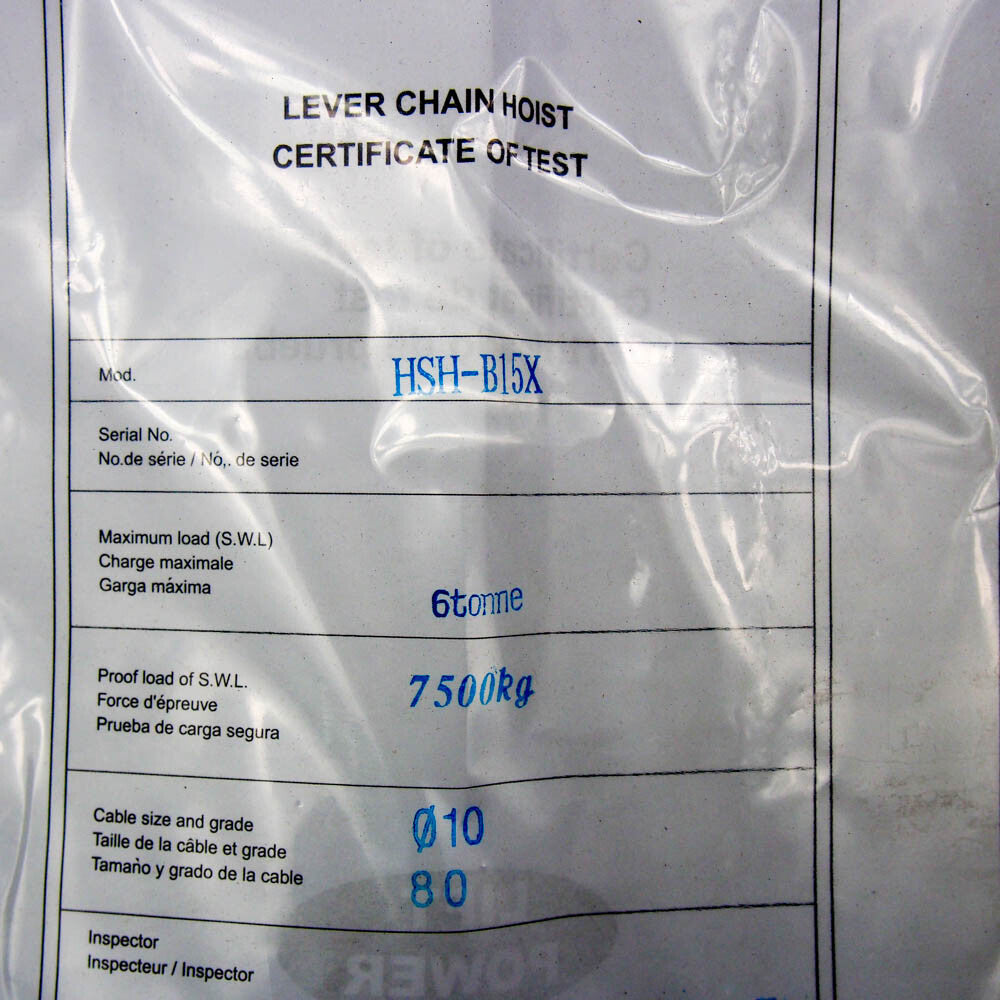 LEVER CHAIN HOIST
CERTIFICATE OF TEST
Mod.
HSH-B15X
Serial No.
No.de série / Nó,. de serie
Maximum load (S.W.L)
Charge maximale
Garga máxima
6tonne
Proof load of S.W.L.
Force d'épreuve
Prueba de carga segura
7500kg
Cable size and grade
Taille de la câble et grade
Tamaño y grado de la cable
Ø10
80
Inspector
Inspecteur / Inspector
POWER